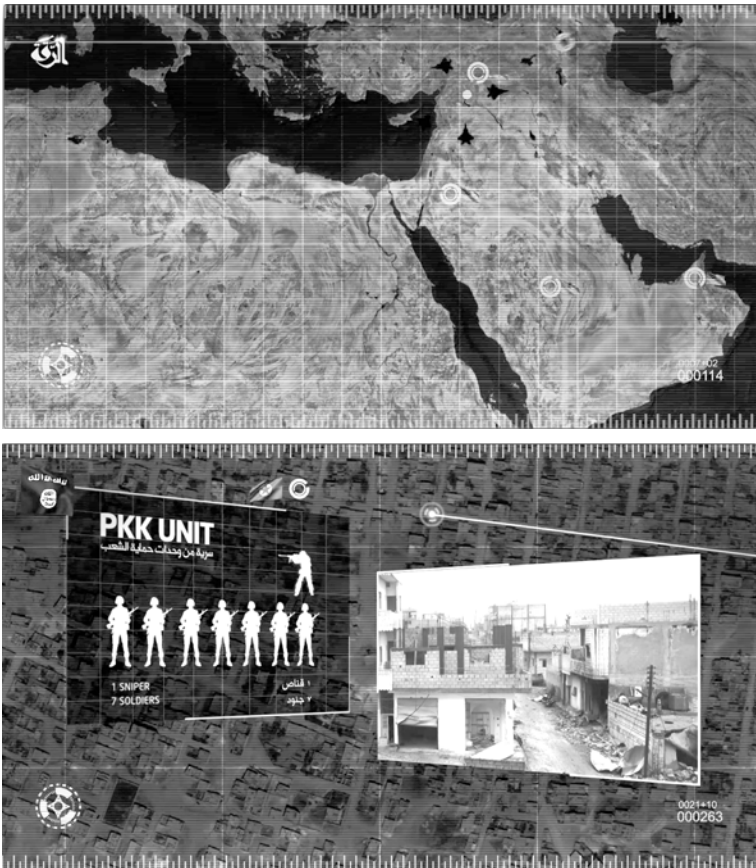 الرقة
000114
PKK UNIT
سرية من وحدات حماية الشعب
1 SNIPER
١ قناص
7 SOLDIERS
٧ جنود
0021+10
000263